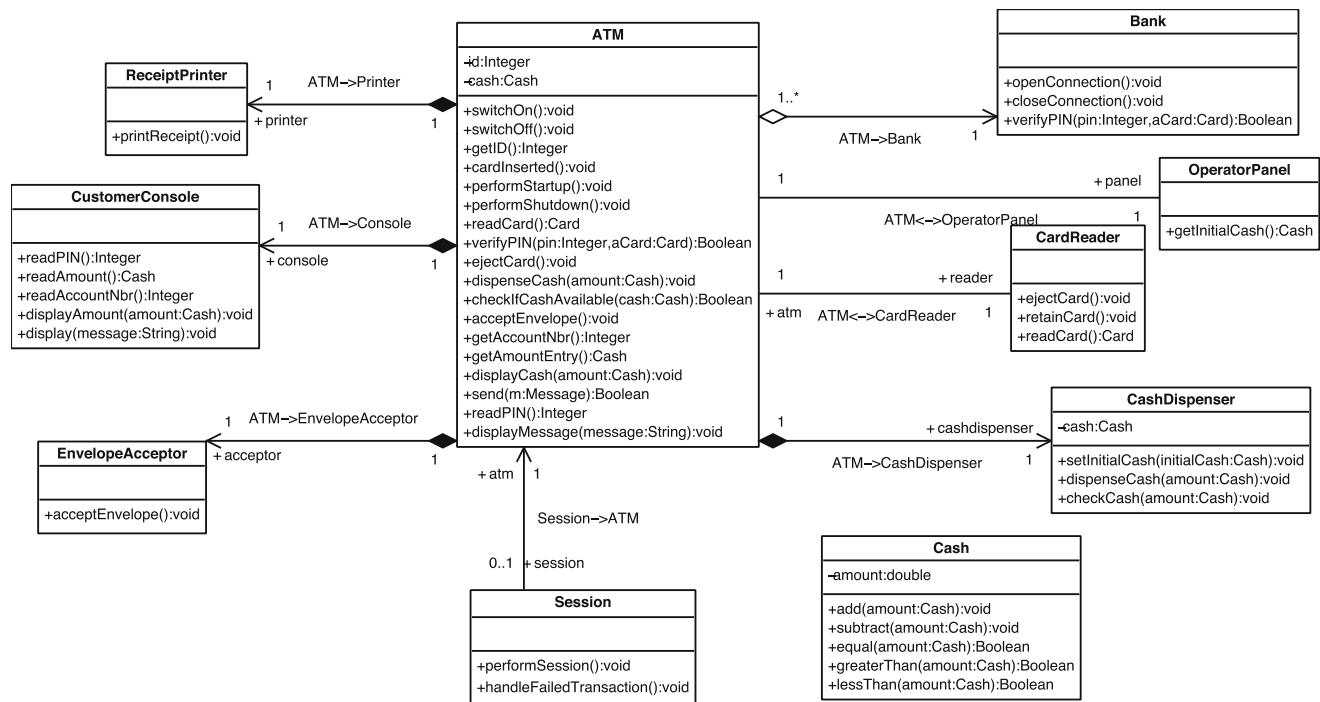 ATM
-id:Integer
-cash:Cash
+switchOn():void
+switchOff():void
+getID():Integer
+cardInserted():void
+performStartup():void
+performShutdown():void
+readCard():Card
+verifyPIN(pin:Integer,aCard:Card):Boolean
+ejectCard():void
+dispenseCash(amount:Cash):void
+checkIfCashAvailable(cash:Cash):Boolean
+acceptEnvelope():void
+getAccountNbr():Integer
+getAmountEntry():Cash
+displayCash(amount:Cash):void
+send(m:Message):Boolean
+readPIN():Integer
+displayMessage(message:String):void
ReceiptPrinter
+printReceipt():void
1
ATM->Printer
+ printer
1
CustomerConsole
+readPIN():Integer
+readAmount():Cash
+readAccountNbr():Integer
+displayAmount(amount:Cash):void
+display(message:String):void
1
ATM->Console
+ console
1
EnvelopeAcceptor
+acceptEnvelope():void
1
ATM->EnvelopeAcceptor
+ acceptor
1
Bank
+openConnection():void
+closeConnection():void
+verifyPIN(pin:Integer,aCard:Card):Boolean
1..*
ATM->Bank
1
OperatorPanel
+getInitialCash():Cash
1
+ panel
ATM<->OperatorPanel
1
CardReader
+ejectCard():void
+retainCard():void
+readCard():Card
1
+ reader
+ atm
ATM<->CardReader
1
CashDispenser
-cash:Cash
+setInitialCash(initialCash:Cash):void
+dispenseCash(amount:Cash):void
+checkCash(amount:Cash):void
1
+ cashdispenser
ATM->CashDispenser
1
+ atm
1
Session->ATM
0..1
+ session
Session
+performSession():void
+handleFailedTransaction():void
Cash
-amount:double
+add(amount:Cash):void
+subtract(amount:Cash):void
+equal(amount:Cash):Boolean
+greaterThan(amount:Cash):Boolean
+lessThan(amount:Cash):Boolean